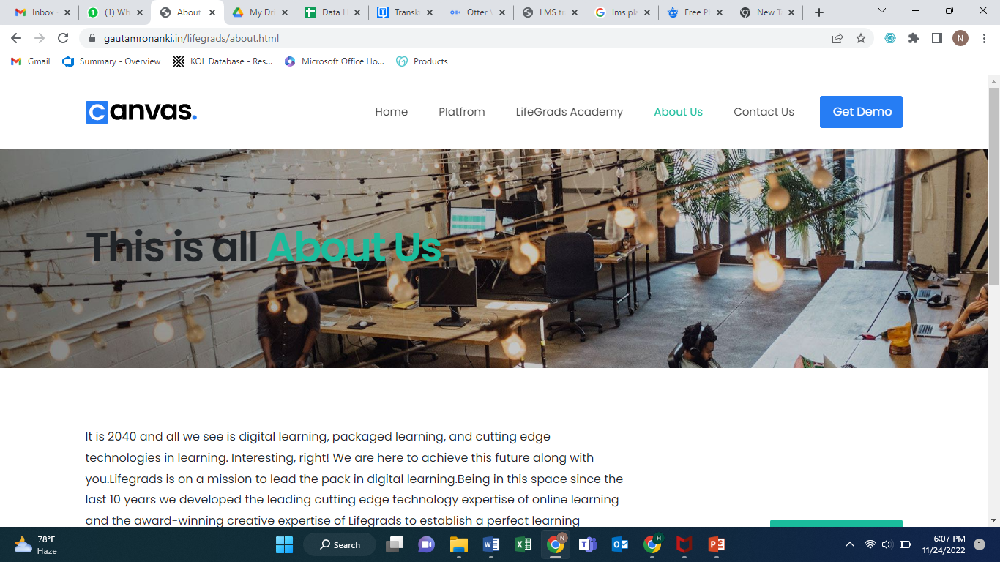 Inbox
(1) Wh
About
My Dri
Data H
Transk
Otter
LMS tr
lms pla
Free P
New T
gautamronanki.in/lifegrads/about.html
N
Gmail
Summary - Overview
KOL Database - Res...
Microsoft Office Ho...
Products
Canvas.
Home
Platfrom
LifeGrads Academy
About Us
Contact Us
Get Demo
This is all About Us.
It is 2040 and all we see is digital learning, packaged learning, and cutting edge
technologies in learning. Interesting, right! We are here to achieve this future along with
you.Lifegrads is on a mission to lead the pack in digital learning.Being in this space since the
last 10 years we developed the leading cutting edge technology expertise of online learning
and the award-winning creative expertise of Lifegrads to establish a perfect learning
78°F
Haze
Search
6:07 PM
11/24/2022
1